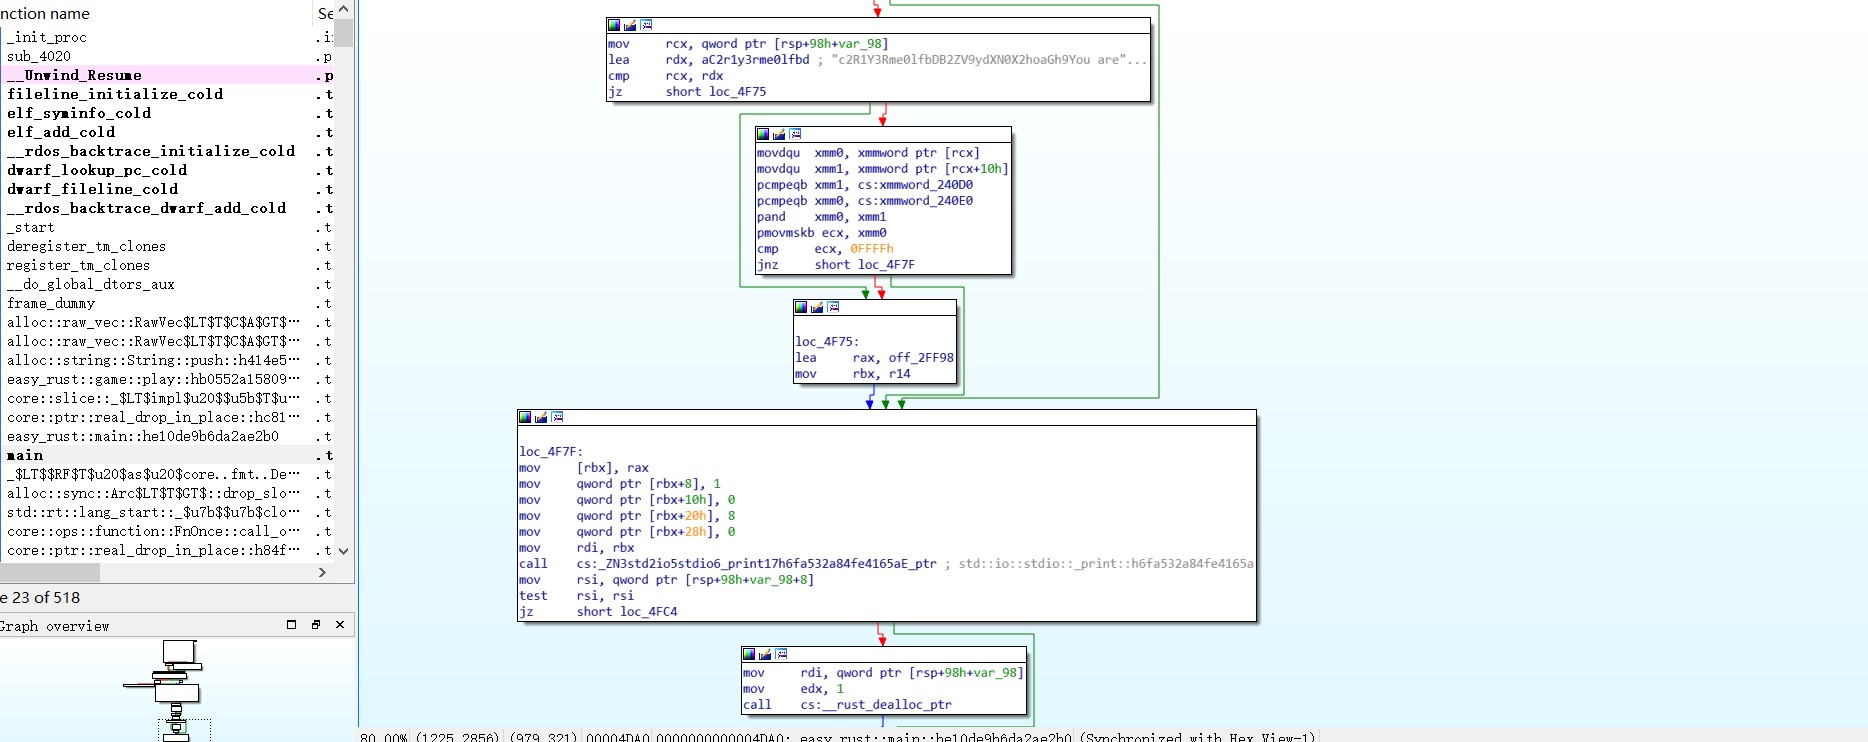 nction name Se
_init_proc .i
sub_4020 .p
__Unwind_Resume .p
fileline_initialize_cold .t
elf_syminfo_cold .t
elf_add_cold .t
__rdos_backtrace_initialize_cold .t
dwarf_lookup_pc_cold .t
dwarf_fileline_cold .t
__rdos_backtrace_dwarf_add_cold .t
_start .t
deregister_tm_clones .t
register_tm_clones .t
__do_global_dtors_aux .t
frame_dummy .t
alloc::raw_vec::RawVec$LT$T$C$A$GT$… .t
alloc::raw_vec::RawVec$LT$T$C$A$GT$… .t
alloc::string::String::push::h414e5… .t
easy_rust::game::play::hb0552a15809… .t
core::slice::_$LT$impl$u20$$u5b$T$u… .t
core::ptr::real_drop_in_place::hc81… .t
easy_rust::main::he10de9b6da2ae2b0 .t
main .t
_$LT$$RF$T$u20$as$u20$core..fmt..De… .t
alloc::sync::Arc$LT$T$GT$::drop_slo… .t
std::rt::lang_start::_$u7b$$u7b$clo… .t
core::ops::function::FnOnce::call_o… .t
core::ptr::real_drop_in_place::h84f… .t
e 23 of 518
Graph overview
mov rcx, qword ptr [rsp+98h+var_98]
lea rdx, aC2r1y3rme0lfbd ; "c2R1Y3Rme0lfbDB2ZV9ydXN0X2hoaGh9You are"...
cmp rcx, rdx
jz short loc_4F75
movdqu xmm0, xmmword ptr [rcx]
movdqu xmm1, xmmword ptr [rcx+10h]
pcmpeqb xmm1, cs:xmmword_240D0
pcmpeqb xmm0, cs:xmmword_240E0
pand xmm0, xmm1
pmovmskb ecx, xmm0
cmp ecx, 0FFFFh
jnz short loc_4F7F
loc_4F75:
lea rax, off_2FF98
mov rbx, r14
loc_4F7F:
mov [rbx], rax
mov qword ptr [rbx+8], 1
mov qword ptr [rbx+10h], 0
mov qword ptr [rbx+20h], 8
mov qword ptr [rbx+28h], 0
mov rdi, rbx
call cs:_ZN3std2io5stdio6_print17h6fa532a84fe4165aE_ptr ; std::io::stdio::_print::h6fa532a84fe4165a
mov rsi, qword ptr [rsp+98h+var_98+8]
test rsi, rsi
jz short loc_4FC4
mov rdi, qword ptr [rsp+98h+var_98]
mov edx, 1
call cs:__rust_dealloc_ptr
80.00% (1225,2856) (979,321) 00004DA0 0000000000004DA0: easy_rust::main::he10de9b6da2ae2b0 (Synchronized with Hex View-1)